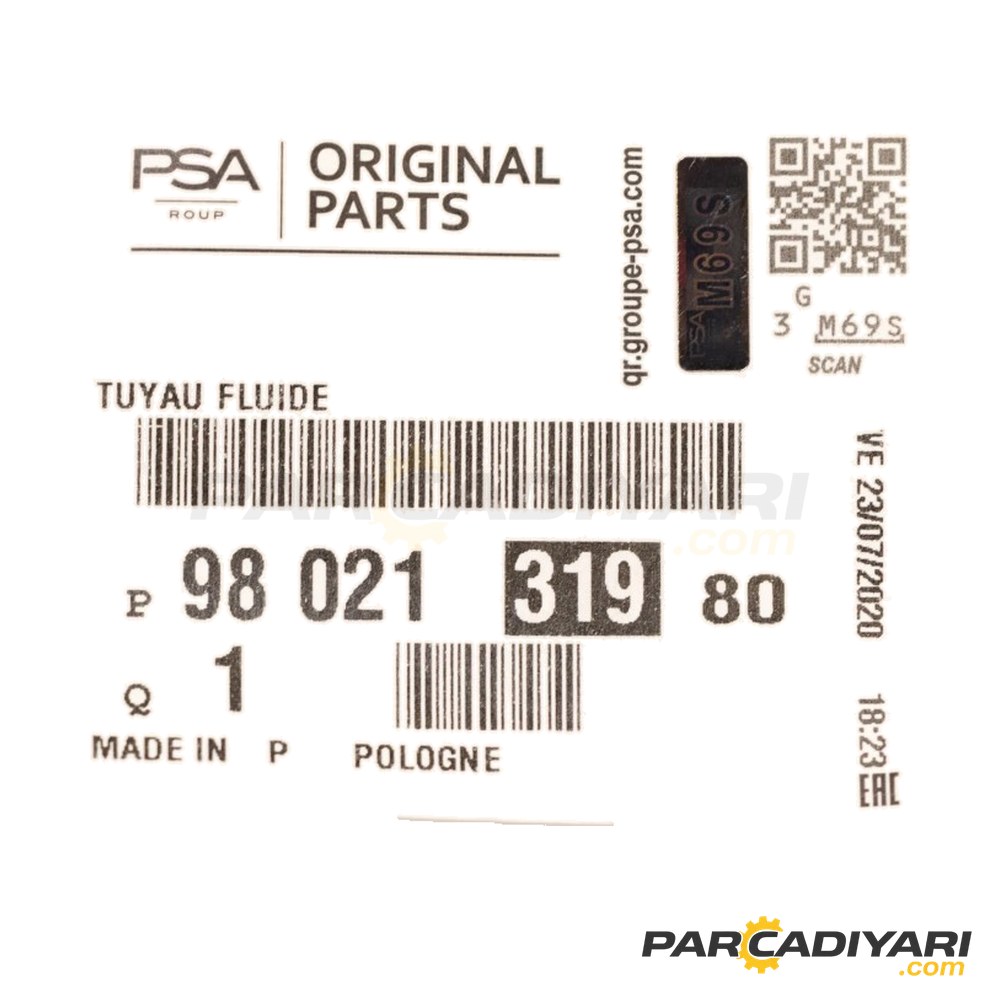 PSA
ROUP
ORIGINAL
PARTS
qr.groupe-psa.com
PSA M69S
G
3 M69S
SCAN
TUYAU FLUIDE
PARCADIYARI
.com
P 98 021 319 80
Q 1
MADE IN P POLOGNE
VE 23/07/2020 18:23
EAC
PARCADIYARI
.com